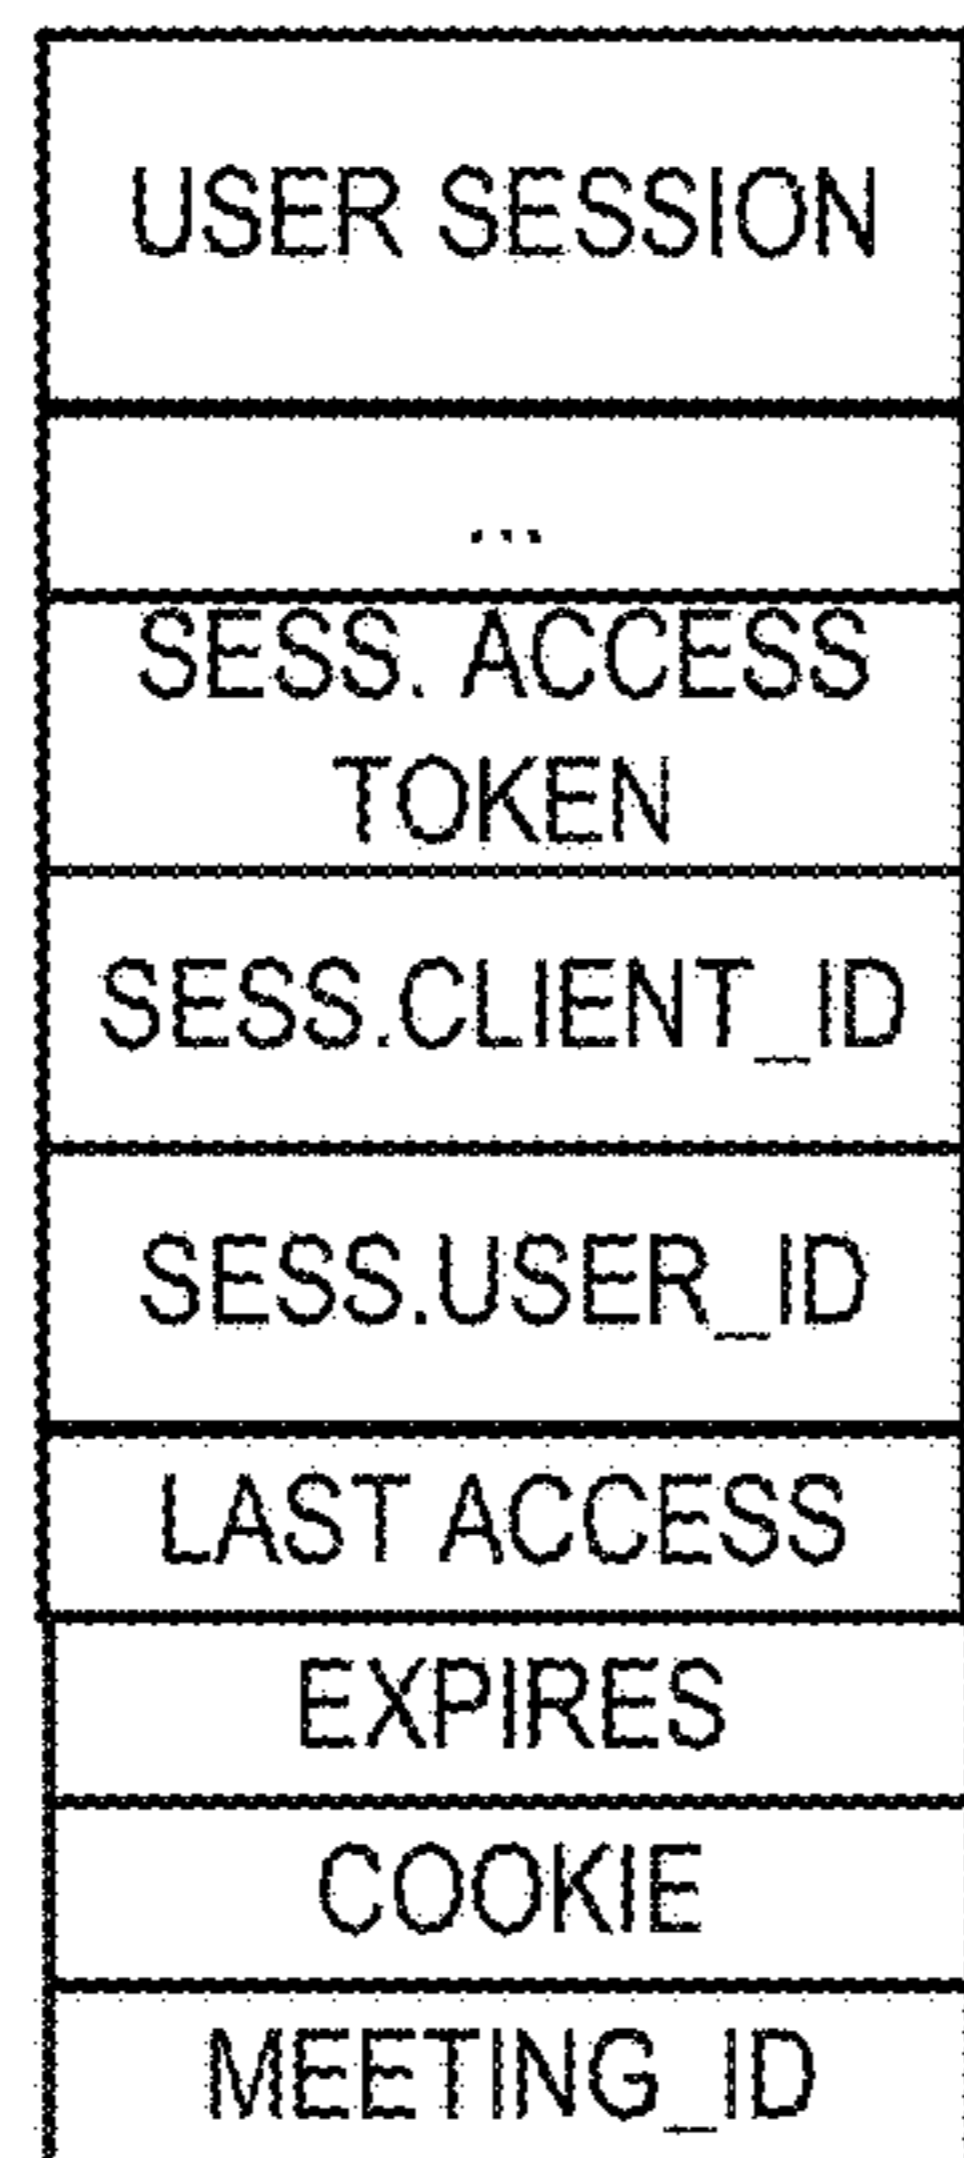 USER SESSION
...
SESS. ACCESS
TOKEN
SESS.CLIENT_ID
SESS.USER_ID
LAST ACCESS
EXPIRES
COOKIE
MEETING_ID